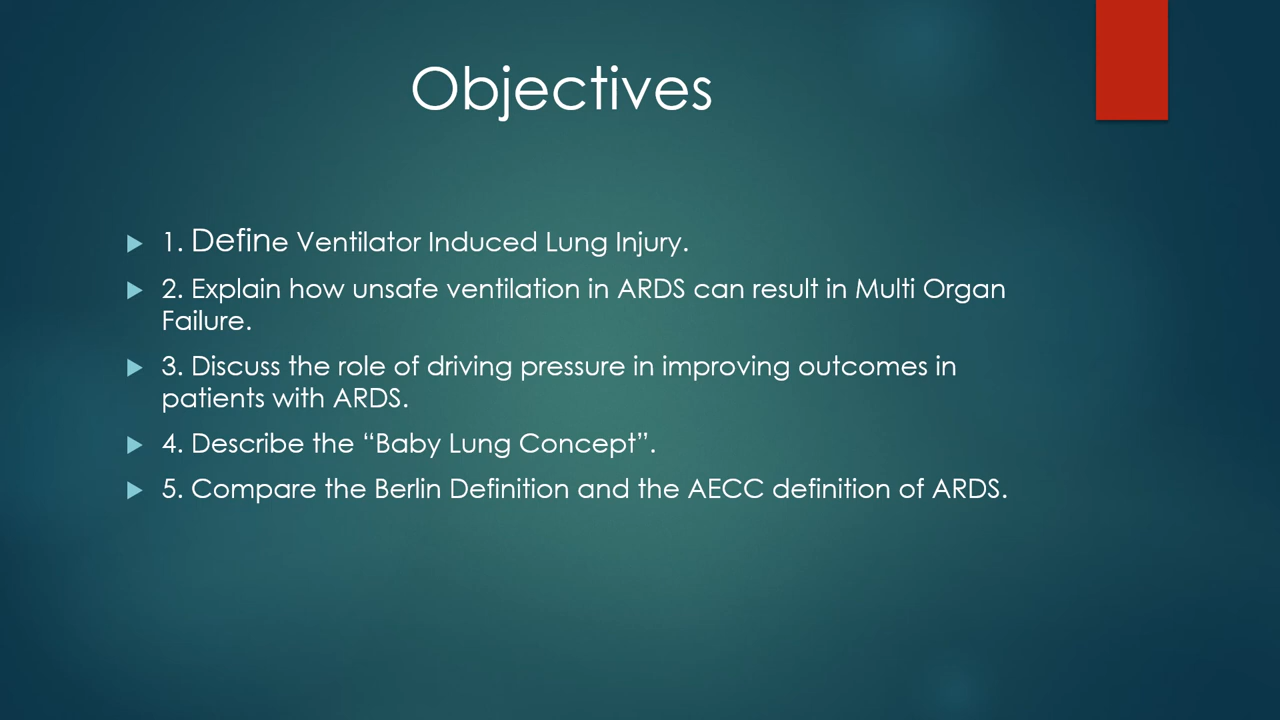 Objectives
1. Define Ventilator Induced Lung Injury.
2. Explain how unsafe ventilation in ARDS can result in Multi Organ
Failure.
3. Discuss the role of driving pressure in improving outcomes in
patients with ARDS.
4. Describe the “Baby Lung Concept”.
5. Compare the Berlin Definition and the AECC definition of ARDS.